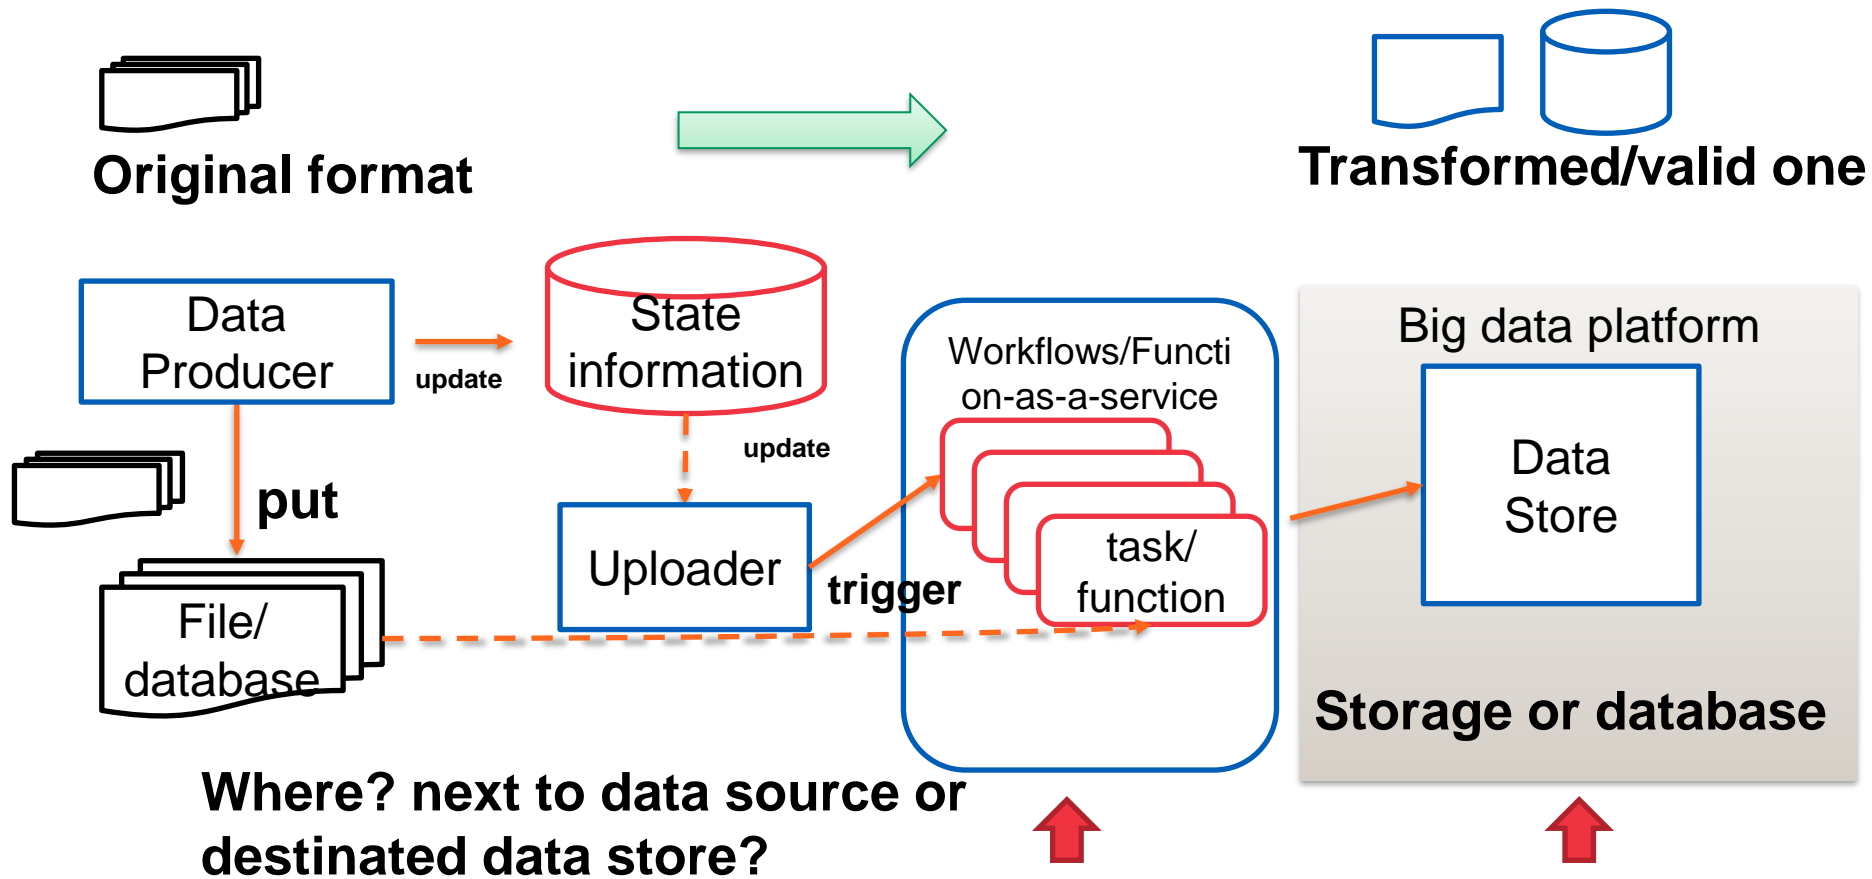 Original format
Transformed/valid one
Data
Producer
update
State
information
update
Workflows/Functi
on-as-a-service
Big data platform
Data
Store
put
Uploader
trigger
task/
function
File/
database
Storage or database
Where? next to data source or
destinated data store?